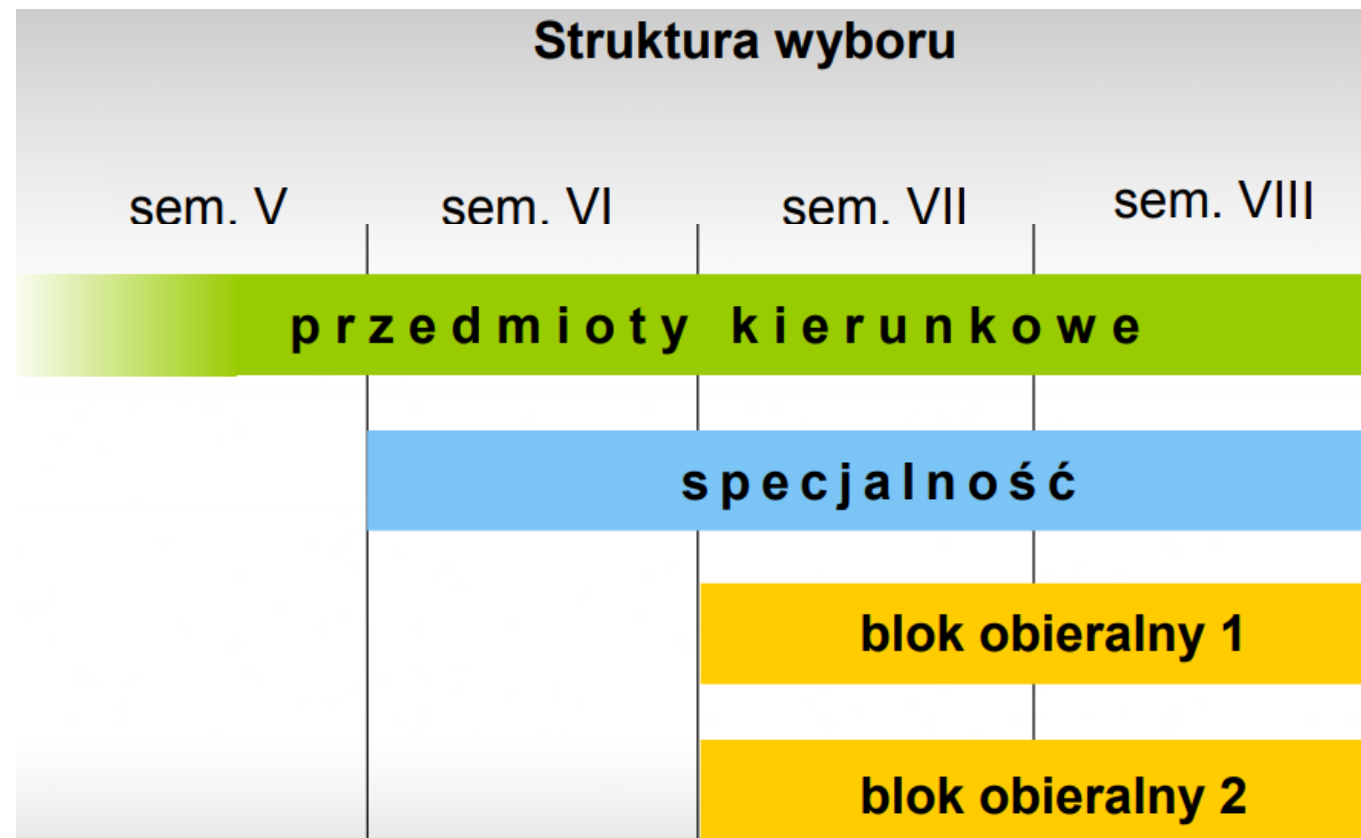 Struktura wyboru
sem. V sem. VI sem. VII sem. VIII
przedmioty kierunkowe
specjalność
blok obieralny 1
blok obieralny 2